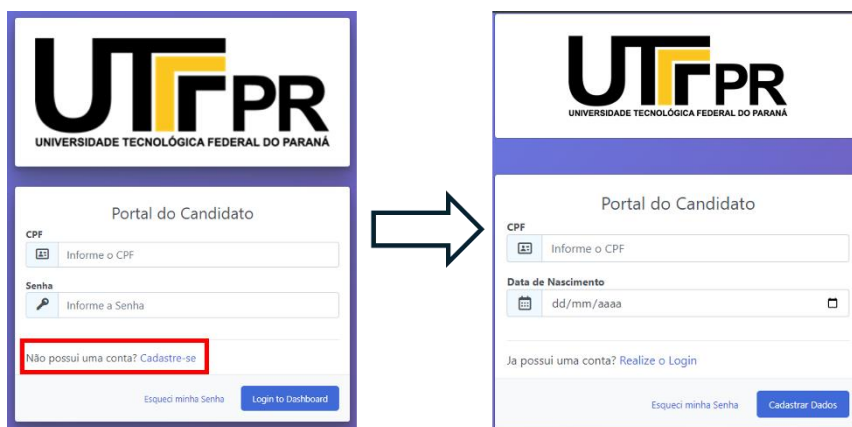 UTFPR
UNIVERSIDADE TECNOLÓGICA FEDERAL DO PARANÁ
Portal do Candidato
CPF
Informe o CPF
Senha
Informe a Senha
Não possui uma conta? Cadastre-se
Esqueci minha Senha
Login to Dashboard
UTFPR
UNIVERSIDADE TECNOLÓGICA FEDERAL DO PARANÁ
Portal do Candidato
CPF
Informe o CPF
Data de Nascimento
dd/mm/aaaa
Ja possui uma conta? Realize o Login
Esqueci minha Senha
Cadastrar Dados